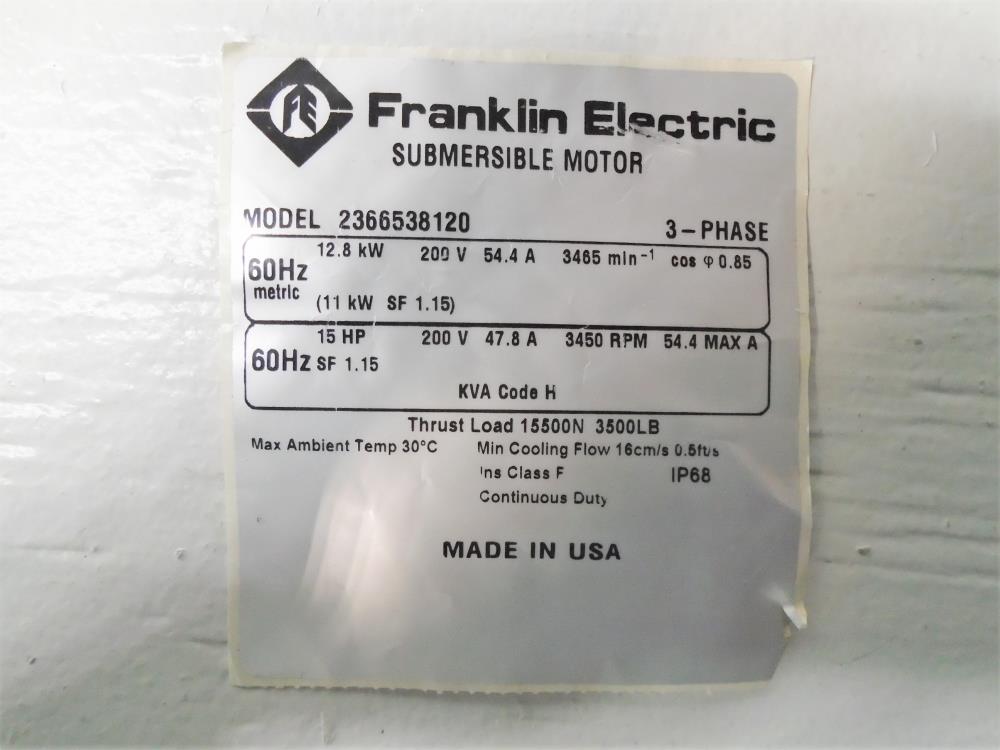 FE Franklin Electric
SUBMERSIBLE MOTOR
MODEL 2366538120 3-PHASE
60Hz metric 12.8 kW 200 V 54.4 A 3465 min⁻¹ cos φ 0.85
(11 kW SF 1.15)
60Hz 15 HP 200 V 47.8 A 3450 RPM 54.4 MAX A
SF 1.15
KVA Code H
Thrust Load 15500N 3500LB
Max Ambient Temp 30°C Min Cooling Flow 16cm/s 0.5ft/s
Ins Class F IP68
Continuous Duty
MADE IN USA